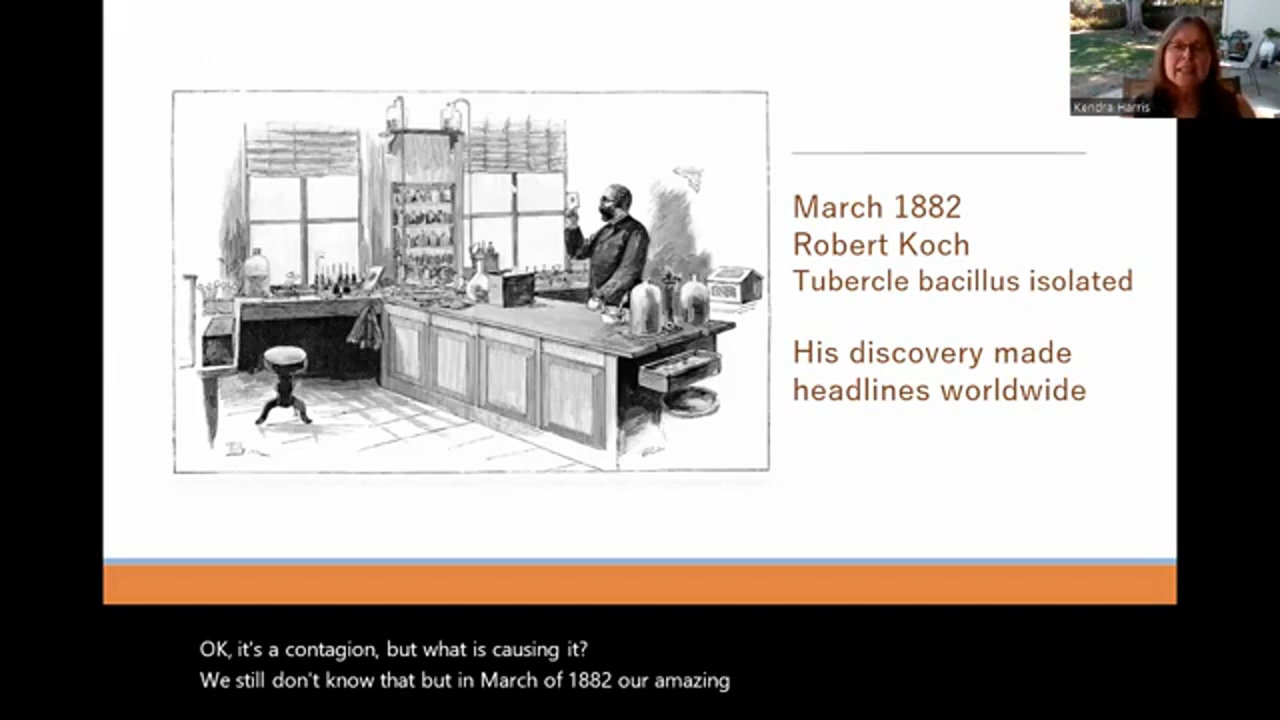 Kendra Harris
March 1882
Robert Koch
Tubercle bacillus isolated
His discovery made
headlines worldwide
OK, it's a contagion, but what is causing it?
We still don't know that but in March of 1882 our amazing